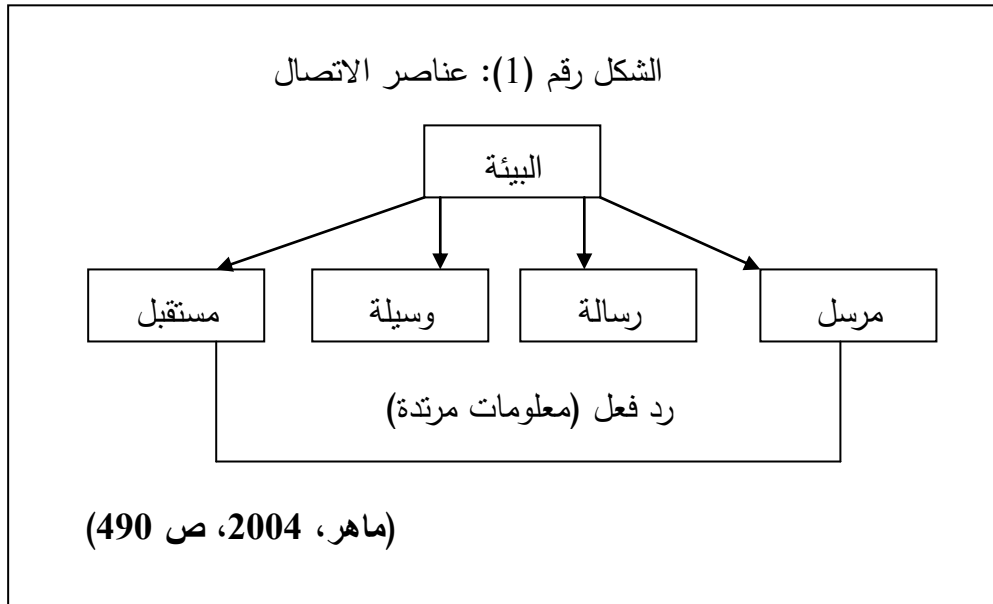 الشكل رقم (1): عناصر الاتصال
البيئة
مرسل
رسالة
وسيلة
مستقبل
رد فعل (معلومات مرتدة)
(ماهر، 2004، ص 490)